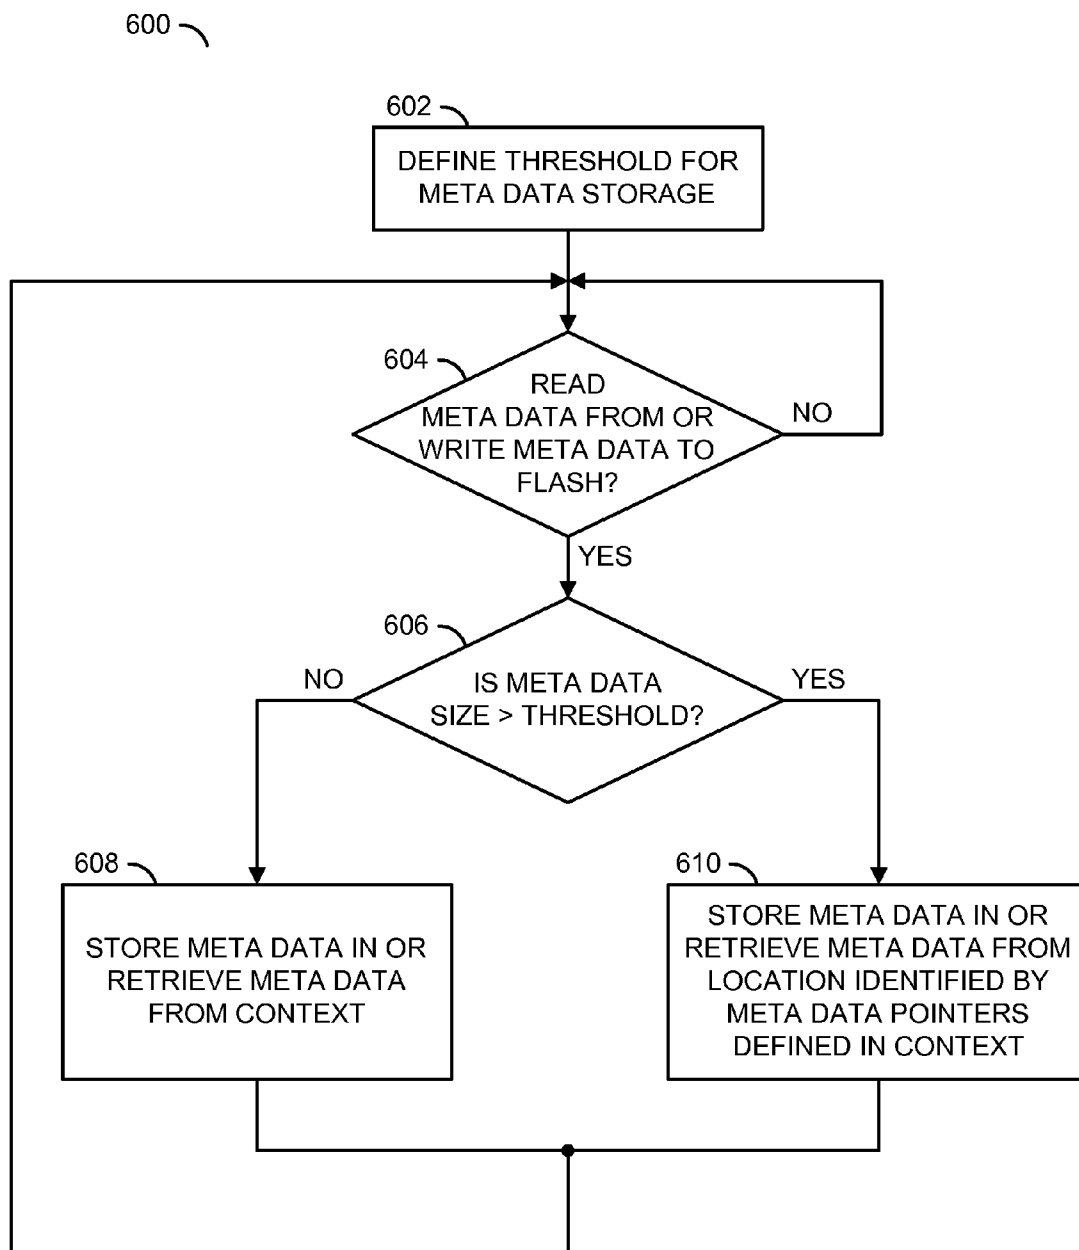 600
602
DEFINE THRESHOLD FOR
META DATA STORAGE
604
READ
META DATA FROM OR
WRITE META DATA TO
FLASH?
NO
YES
606
NO
IS META DATA
SIZE > THRESHOLD?
YES
608
STORE META DATA IN OR
RETRIEVE META DATA
FROM CONTEXT
610
STORE META DATA IN OR
RETRIEVE META DATA FROM
LOCATION IDENTIFIED BY
META DATA POINTERS
DEFINED IN CONTEXT